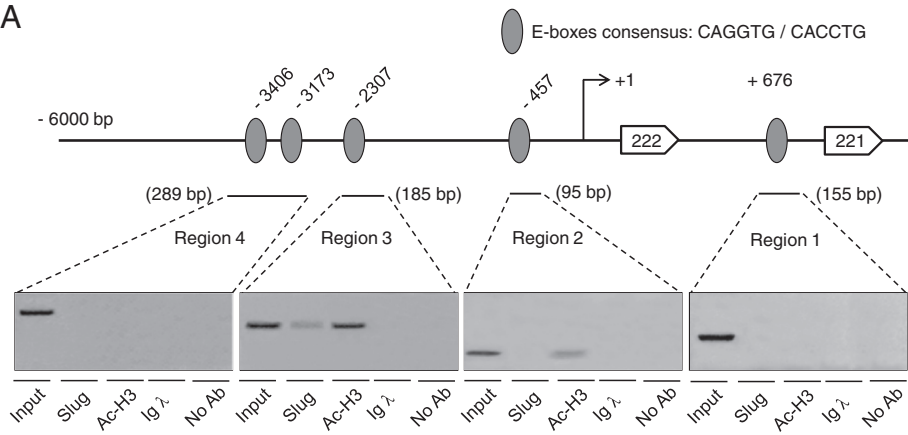 A
E-boxes consensus: CAGGTG / CACCTG
- 3406
- 3173
- 2307
- 457
+1
+ 676
- 6000 bp
222
221
(289 bp)
(185 bp)
(95 bp)
(155 bp)
Region 4
Region 3
Region 2
Region 1
Input Slug Ac-H3 Ig λ No Ab Input Slug Ac-H3 Ig λ No Ab Input Slug Ac-H3 Ig λ No Ab Input Slug Ac-H3 Ig λ No Ab